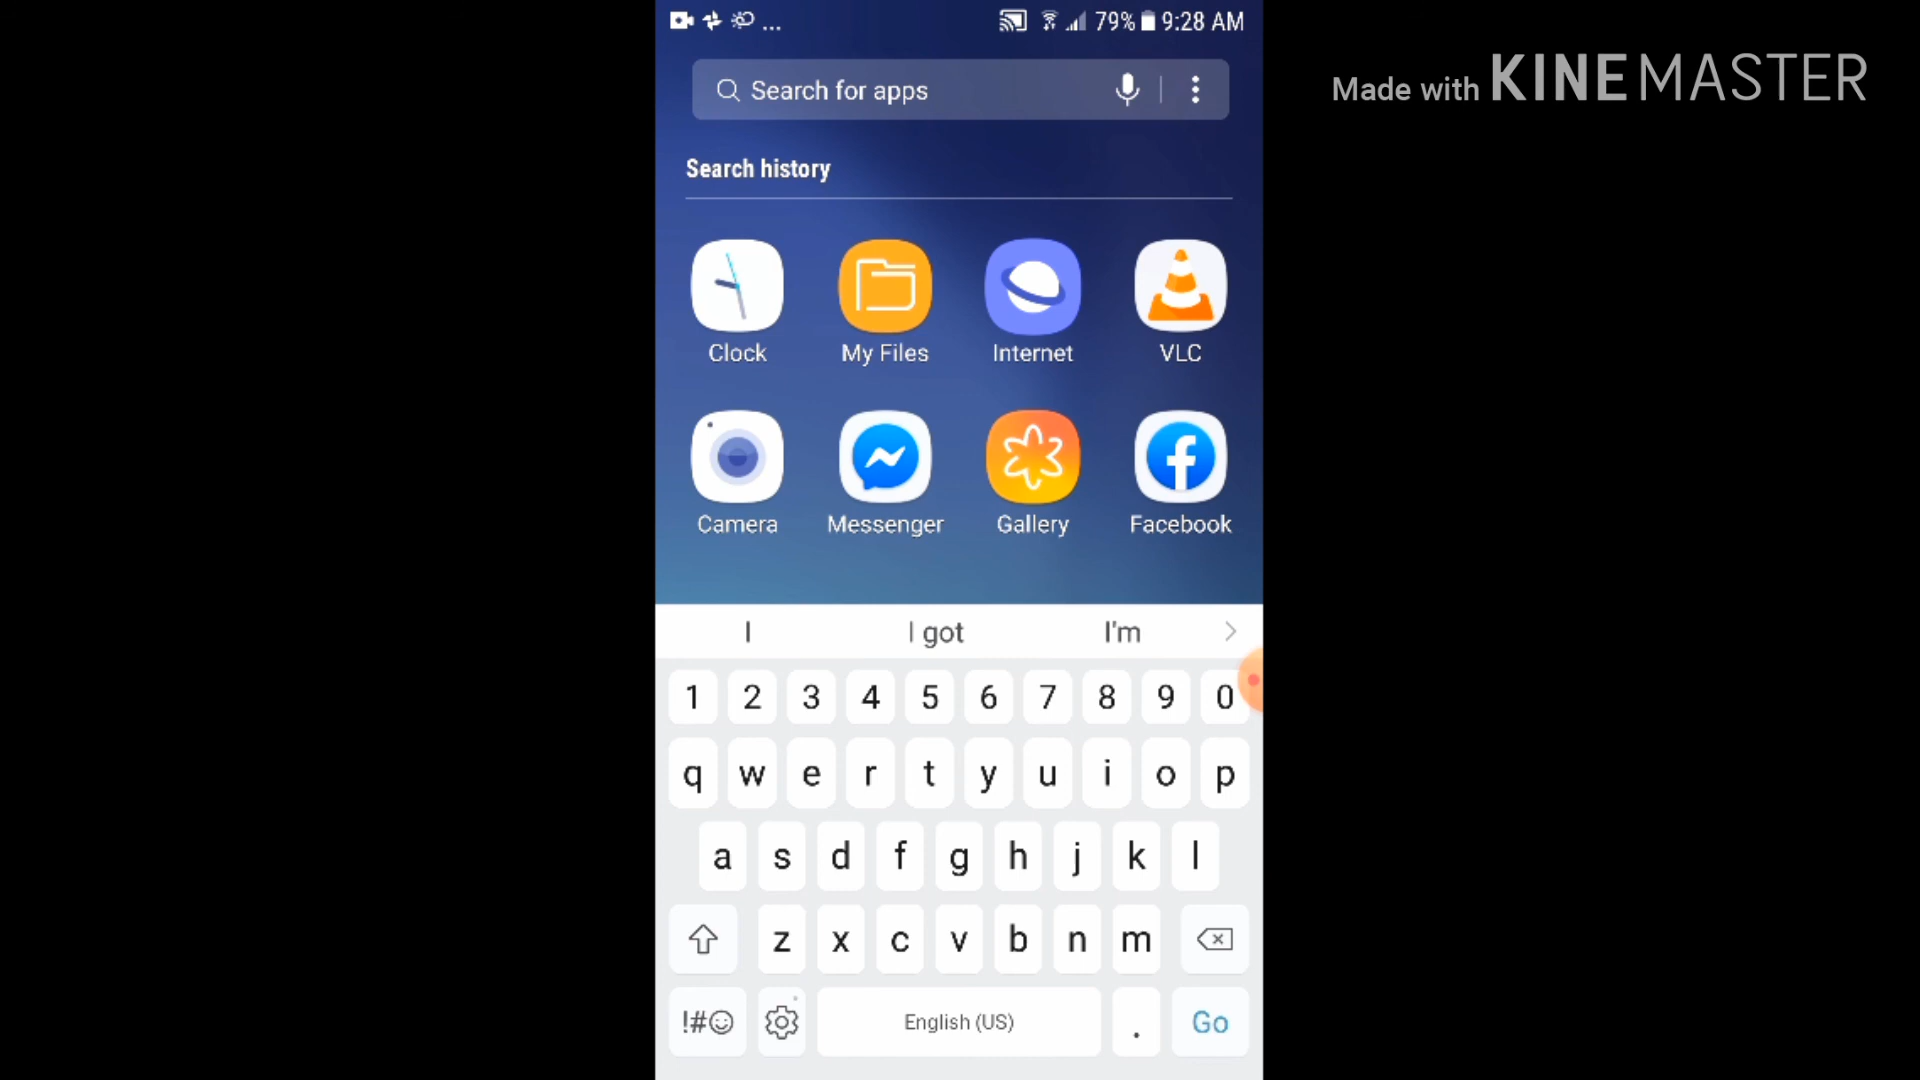 ... 79% 9:28 AM
Made with KINEMASTER
Search for apps
Search history
Clock My Files Internet VLC
Camera Messenger Gallery Facebook
I I got I'm
1 2 3 4 5 6 7 8 9 0
q w e r t y u i o p
a s d f g h j k l
z x c v b n m
!#☺ English (US) . Go